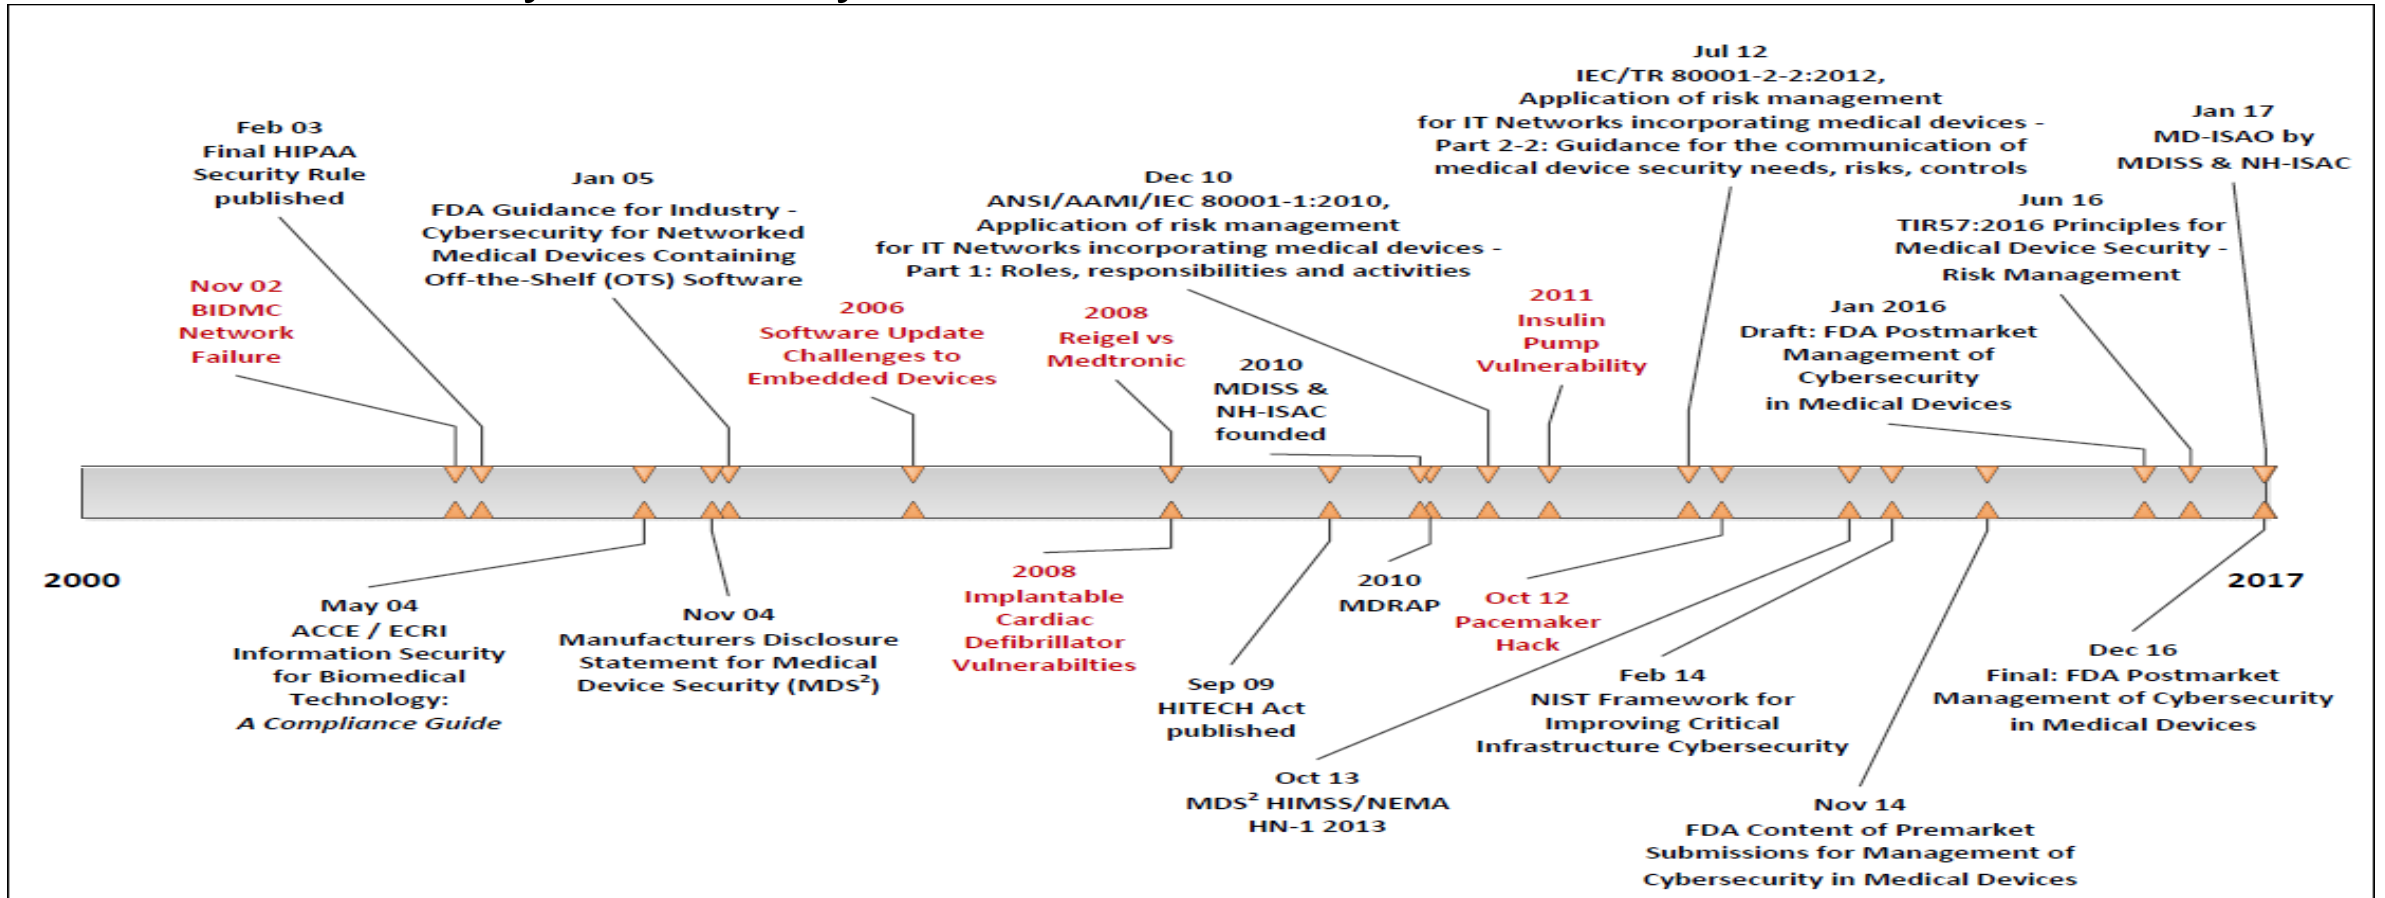 Feb 03
Final HIPAA
Security Rule
published
Nov 02
BIDMC
Network
Failure
Jan 05
FDA Guidance for Industry -
Cybersecurity for Networked
Medical Devices Containing
Off-the-Shelf (OTS) Software
2006
Software Update
Challenges to
Embedded Devices
2008
Reigel vs
Medtronic
Dec 10
ANSI/AAMI/IEC 80001-1:2010,
Application of risk management
for IT Networks incorporating medical devices -
Part 1: Roles, responsibilities and activities
2010
MDISS &
NH-ISAC
founded
2011
Insulin
Pump
Vulnerability
Jul 12
IEC/TR 80001-2-2:2012,
Application of risk management
for IT Networks incorporating medical devices -
Part 2-2: Guidance for the communication of
medical device security needs, risks, controls
Jan 2016
Draft: FDA Postmarket
Management of
Cybersecurity
in Medical Devices
Jun 16
TIR57:2016 Principles for
Medical Device Security -
Risk Management
Jan 17
MD-ISAO by
MDISS & NH-ISAC
2000
2017
May 04
ACCE / ECRI
Information Security
for Biomedical
Technology:
A Compliance Guide
Nov 04
Manufacturers Disclosure
Statement for Medical
Device Security (MDS²)
2008
Implantable
Cardiac
Defibrillator
Vulnerabilties
Sep 09
HITECH Act
published
2010
MDRAP
Oct 12
Pacemaker
Hack
Oct 13
MDS² HIMSS/NEMA
HN-1 2013
Feb 14
NIST Framework for
Improving Critical
Infrastructure Cybersecurity
Nov 14
FDA Content of Premarket
Submissions for Management of
Cybersecurity in Medical Devices
Dec 16
Final: FDA Postmarket
Management of Cybersecurity
in Medical Devices